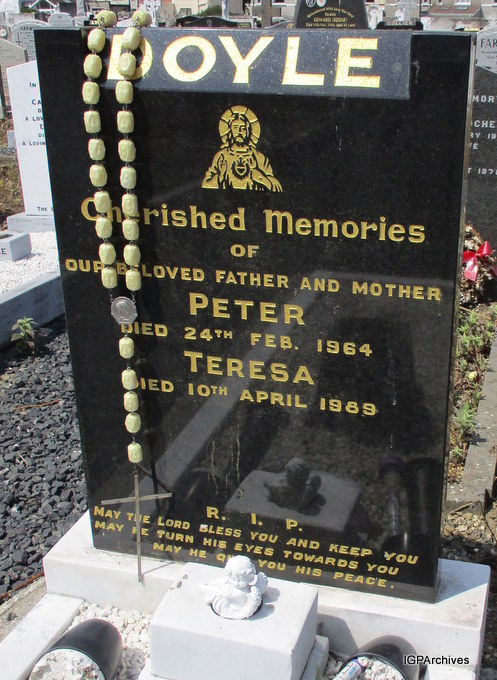 DOYLE
Cherished Memories
OF
OUR BELOVED FATHER AND MOTHER
PETER
DIED 24TH FEB. 1964
TERESA
DIED 10TH APRIL 1989
R. I. P.
MAY THE LORD BLESS YOU AND KEEP YOU
MAY HE TURN HIS EYES TOWARDS YOU
MAY HE GIVE YOU HIS PEACE.
IGPArchives